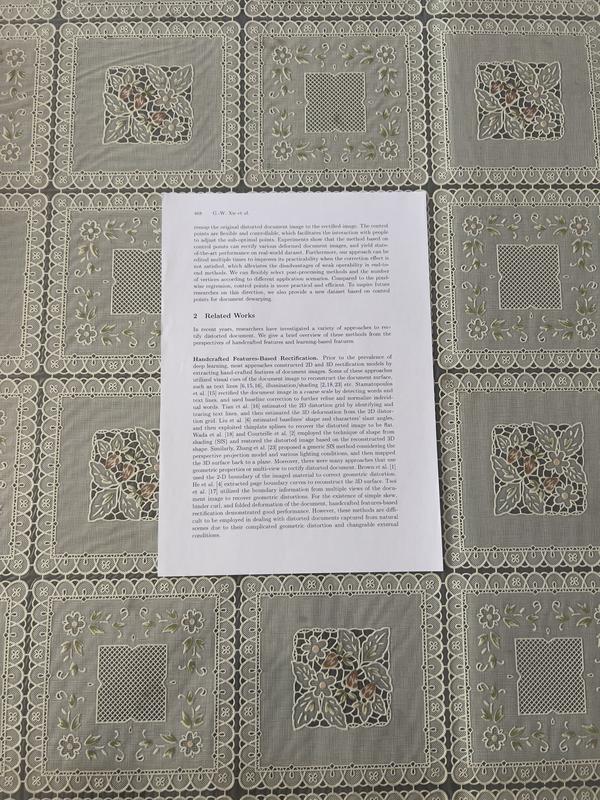 468 G.-W. Xie et al.
remap the original distorted document image to the rectified image. The control
points are flexible and controllable, which facilitates the interaction with people
to adjust the sub-optimal points. Experiments show that the method based on
control points can rectify various deformed document images, and yield state-
of-the-art performance on real-world dataset. Furthermore, our approach can be
edited multiple times to improve its practicability when the correction effect is
not satisfied, which alleviates the disadvantages of weak operability in end-to-
end methods. We can flexibly select post-processing methods and the number
of vertices according to different application scenarios. Compared to the pixel-
wise regression, control points is more practical and efficient. To inspire future
researches on this direction, we also provide a new dataset based on control
points for document dewarping.
2 Related Works
In recent years, researchers have investigated a variety of approaches to rec-
tify distorted document. We give a brief overview of these methods from the
perspectives of handcrafted features and learning-based features.
Handcrafted Features-Based Rectification. Prior to the prevalence of
deep learning, most approaches constructed 2D and 3D rectification models by
extracting hand-crafted features of document images. Some of these approaches
utilized visual cues of the document image to reconstruct the document surface,
such as text lines [6,15,16], illumination/shading [2,18,23] etc. Stamatopoulos
et al. [15] rectified the document image in a coarse scale by detecting words and
text lines, and used baseline correction to further refine and normalize individ-
ual words. Tian et al. [16] estimated the 2D distortion grid by identifying and
tracing text lines, and then estimated the 3D deformation from the 2D distor-
tion grid. Liu et al. [6] estimated baselines' shape and characters' slant angles,
and then exploited thinplate splines to recover the distorted image to be flat.
Wada et al. [18] and Courteille et al. [2] employed the technique of shape from
shading (SfS) and restored the distorted image based on the reconstructed 3D
shape. Similarly, Zhang et al. [23] proposed a generic SfS method considering the
perspective projection model and various lighting conditions, and then mapped
the 3D surface back to a plane. Moreover, there were many approaches that use
geometric properties or multi-view to rectify distorted document. Brown et al. [1]
used the 2-D boundary of the imaged material to correct geometric distortion.
He et al. [4] extracted page boundary curves to reconstruct the 3D surface. Tsoi
et al. [17] utilized the boundary information from multiple views of the docu-
ment image to recover geometric distortions. For the existence of simple skew,
binder curl, and folded deformation of the document, handcrafted features-based
rectification demonstrated good performance. However, these methods are diffi-
cult to be employed in dealing with distorted documents captured from natural
scenes due to their complicated geometric distortion and changeable external
conditions.